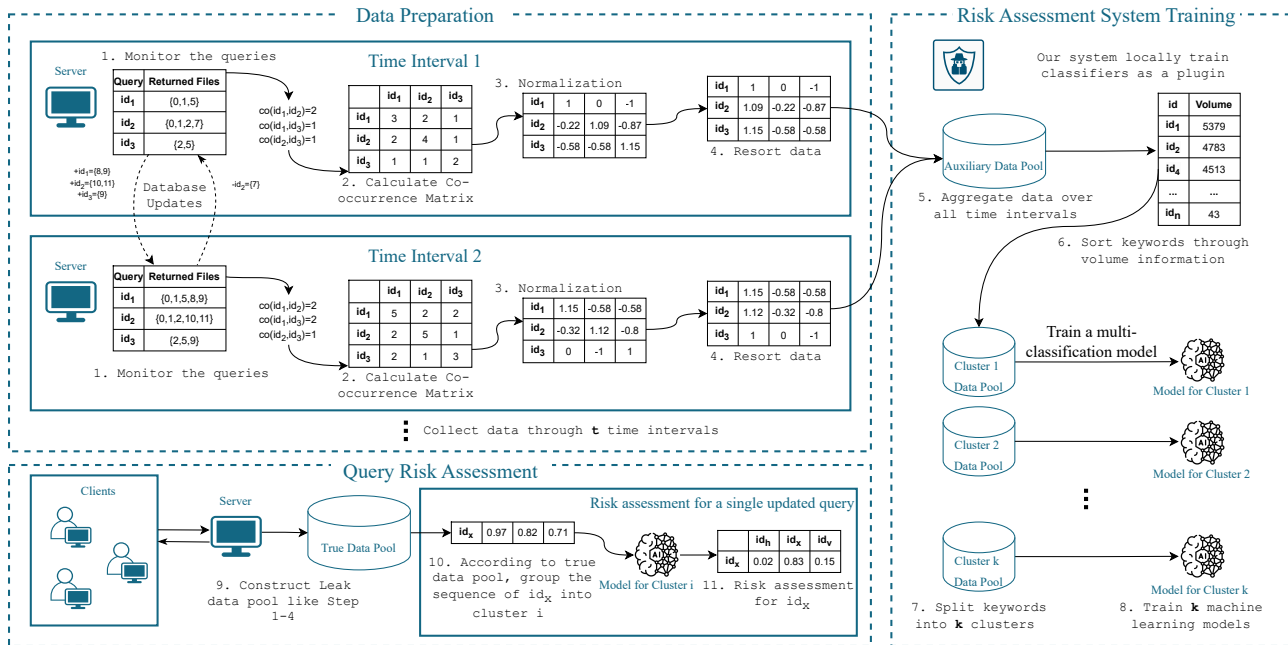 Data Preparation
1. Monitor the queries
Server
Time Interval 1
Query Returned Files
id1 {0,1,5}
id2 {0,1,2,7}
id3 {2,5}
co(id1,id2)=2
co(id1,id3)=1
co(id2,id3)=1
id1 id2 id3
id1 3 2 1
id2 2 4 1
id3 1 1 2
2. Calculate Co-
occurrence Matrix
3. Normalization
id1 1 0 -1
id2 -0.22 1.09 -0.87
id3 -0.58 -0.58 1.15
id1 1 0 -1
id2 1.09 -0.22 -0.87
id3 1.15 -0.58 -0.58
4. Resort data
+id1={8,9}
+id2={10,11}
+id3={9}
Database
Updates
-id2={7}
Server
Time Interval 2
Query Returned Files
id1 {0,1,5,8,9}
id2 {0,1,2,10,11}
id3 {2,5,9}
1. Monitor the queries
co(id1,id2)=2
co(id1,id3)=2
co(id2,id3)=1
id1 id2 id3
id1 5 2 2
id2 2 5 1
id3 2 1 3
2. Calculate Co-
occurrence Matrix
3. Normalization
id1 1.15 -0.58 -0.58
id2 -0.32 1.12 -0.8
id3 0 -1 1
id1 1.15 -0.58 -0.58
id2 1.12 -0.32 -0.8
id3 1 0 -1
4. Resort data
Collect data through t time intervals
Risk Assessment System Training
Our system locally train
classifiers as a plugin
Auxiliary Data Pool
5. Aggregate data over
all time intervals
id Volume
id1 5379
id2 4783
id4 4513
... ...
idn 43
6. Sort keywords through
volume information
Cluster 1
Data Pool
Train a multi-
classification model
AI
Model for Cluster 1
Cluster 2
Data Pool
AI
Model for Cluster 2
Cluster k
Data Pool
AI
Model for Cluster k
7. Split keywords
into k clusters
8. Train k machine
learning models
Query Risk Assessment
Clients
Server
9. Construct Leak
data pool like Step
1-4
True Data Pool
Risk assessment for a single updated query
idx 0.97 0.82 0.71
10. According to true
data pool, group the
sequence of idx into
cluster i
AI
Model for Cluster i
idh idx idv
idx 0.02 0.83 0.15
11. Risk assessment
for idx